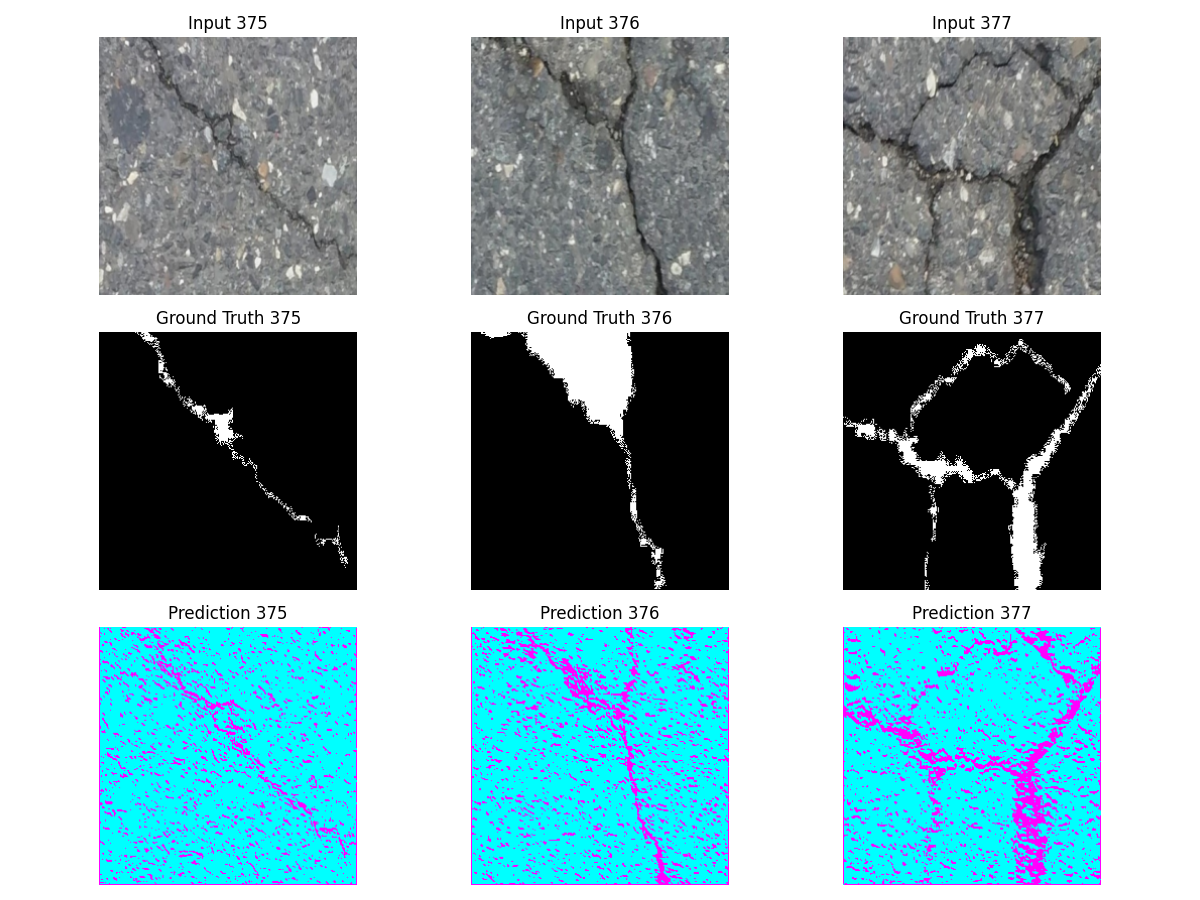 Input 375
Input 376
Input 377
Ground Truth 375
Ground Truth 376
Ground Truth 377
Prediction 375
Prediction 376
Prediction 377